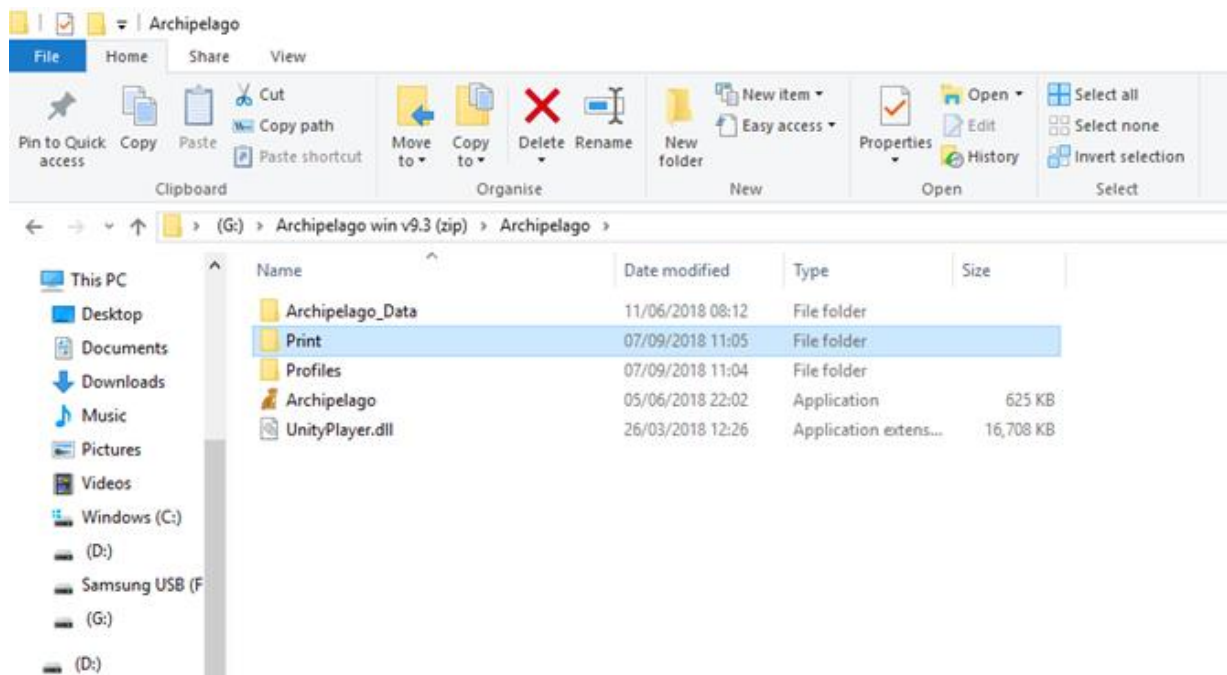 Archipelago
File Home Share View
Pin to Quick access
Copy
Paste
Cut
Copy path
Paste shortcut
Move to
Copy to
Delete
Rename
New folder
New item
Easy access
Properties
Open
Edit
History
Select all
Select none
Invert selection
Clipboard Organise New Open Select
(G:) > Archipelago win v9.3 (zip) > Archipelago >
This PC
Desktop
Documents
Downloads
Music
Pictures
Videos
Windows (C:)
(D:)
Samsung USB (F
(G:)
(D:)
Name Date modified Type Size
Archipelago_Data 11/06/2018 08:12 File folder
Print 07/09/2018 11:05 File folder
Profiles 07/09/2018 11:04 File folder
Archipelago 05/06/2018 22:02 Application 625 KB
UnityPlayer.dll 26/03/2018 12:26 Application extens... 16,708 KB